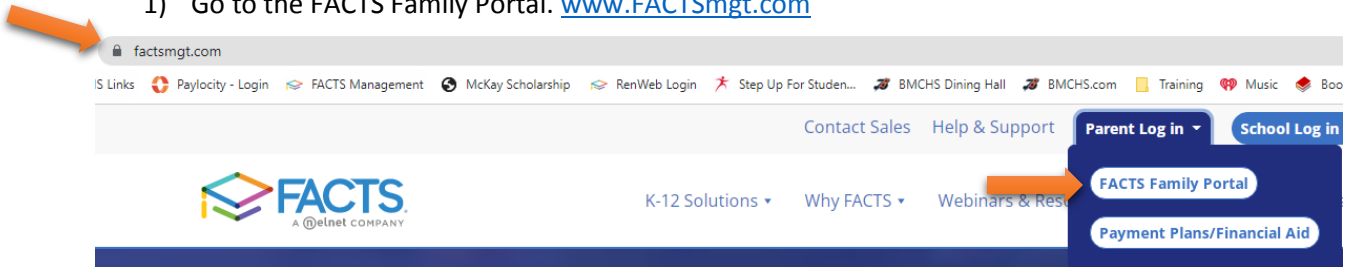 1) Go to the FACTS Family Portal. www.FACTSmgt.com
factsmgt.com
IS Links Paylocity - Login FACTS Management McKay Scholarship RenWeb Login Step Up For Studen... BMCHS Dining Hall BMCHS.com Training Music Boo
Contact Sales Help & Support Parent Log in School Log in
FACTS
A nelnet COMPANY
K-12 Solutions Why FACTS Webinars & Reso
FACTS Family Portal
Payment Plans/Financial Aid